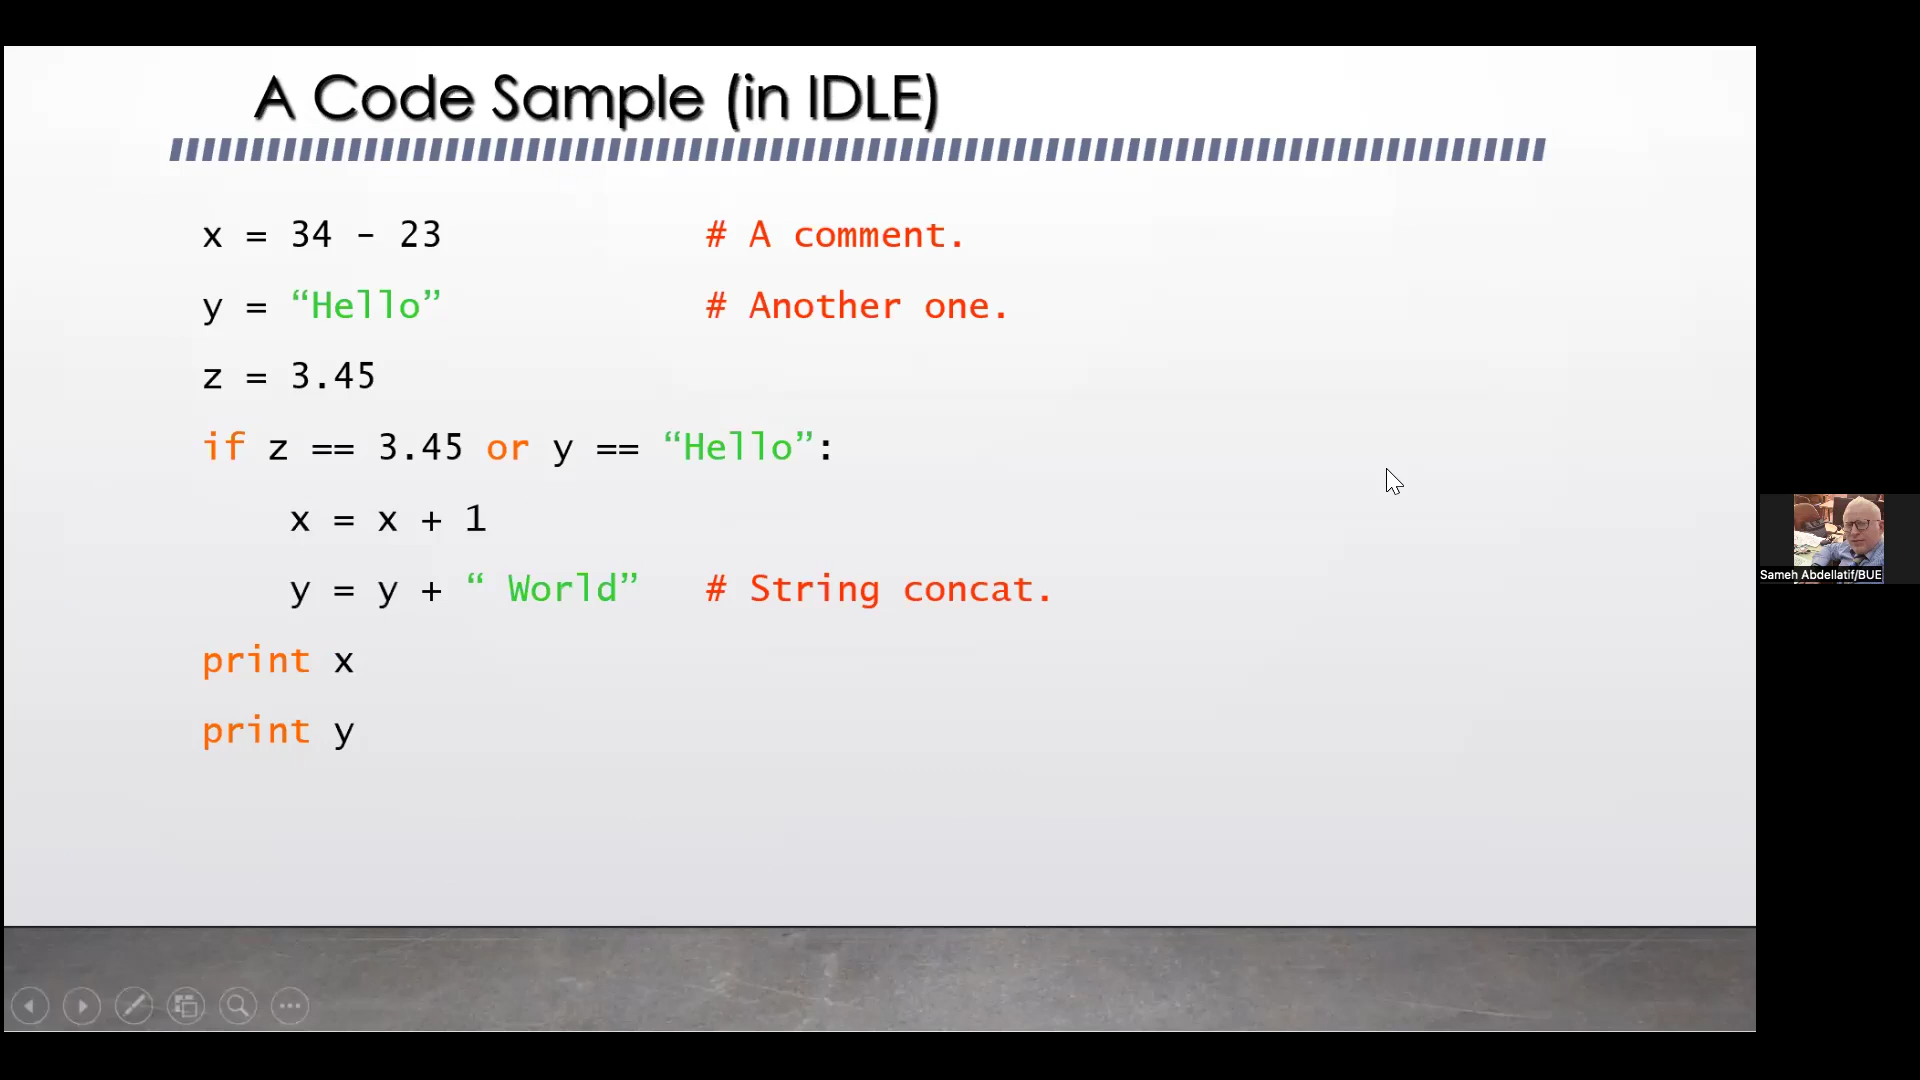 A Code Sample (in IDLE)
x = 34 - 23 # A comment.
y = “Hello” # Another one.
z = 3.45
if z == 3.45 or y == “Hello”:
x = x + 1
y = y + “ World” # String concat.
print x
print y
Sameh Abdellatif/BUE